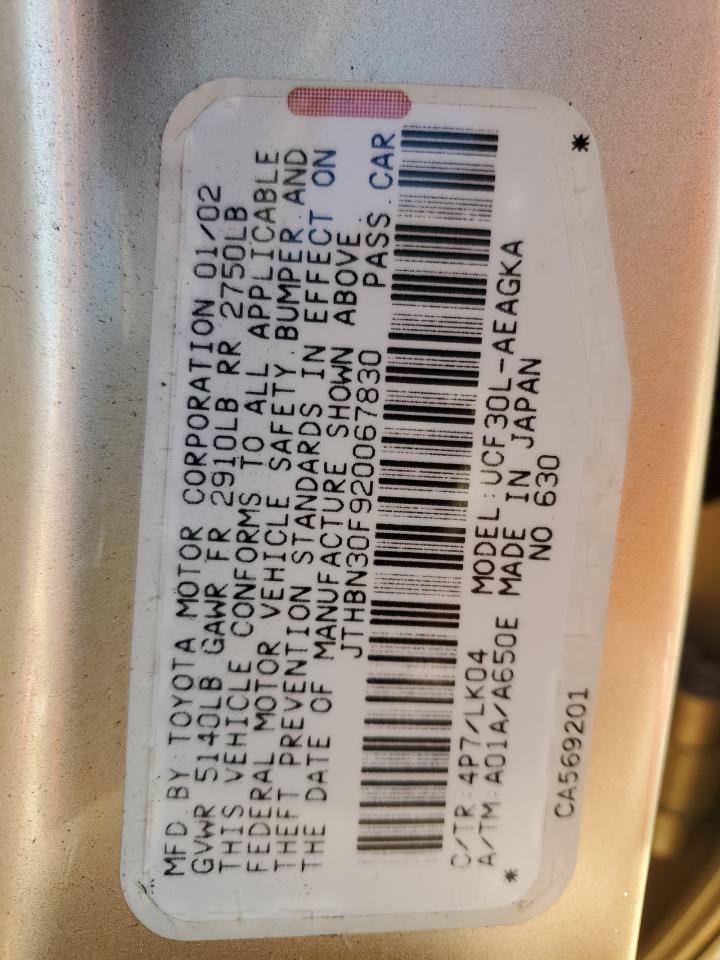 MFD BY:TOYOTA MOTOR CORPORATION 01/02
GVWR 5140LB GAWR FR 2910LB RR 2750LB
THIS VEHICLE CONFORMS TO ALL APPLICABLE
FEDERAL MOTOR VEHICLE SAFETY,BUMPER AND
THEFT PREVENTION STANDARDS IN EFFECT ON
THE DATE OF MANUFACTURE SHOWN ABOVE.
JTHBN30F920067830 PASS.CAR
C/TR:4P7/LK04 MODEL:UCF30L-AEAGKA
A/TM:A01A/A650E MADE IN JAPAN
NO 630
CA569201